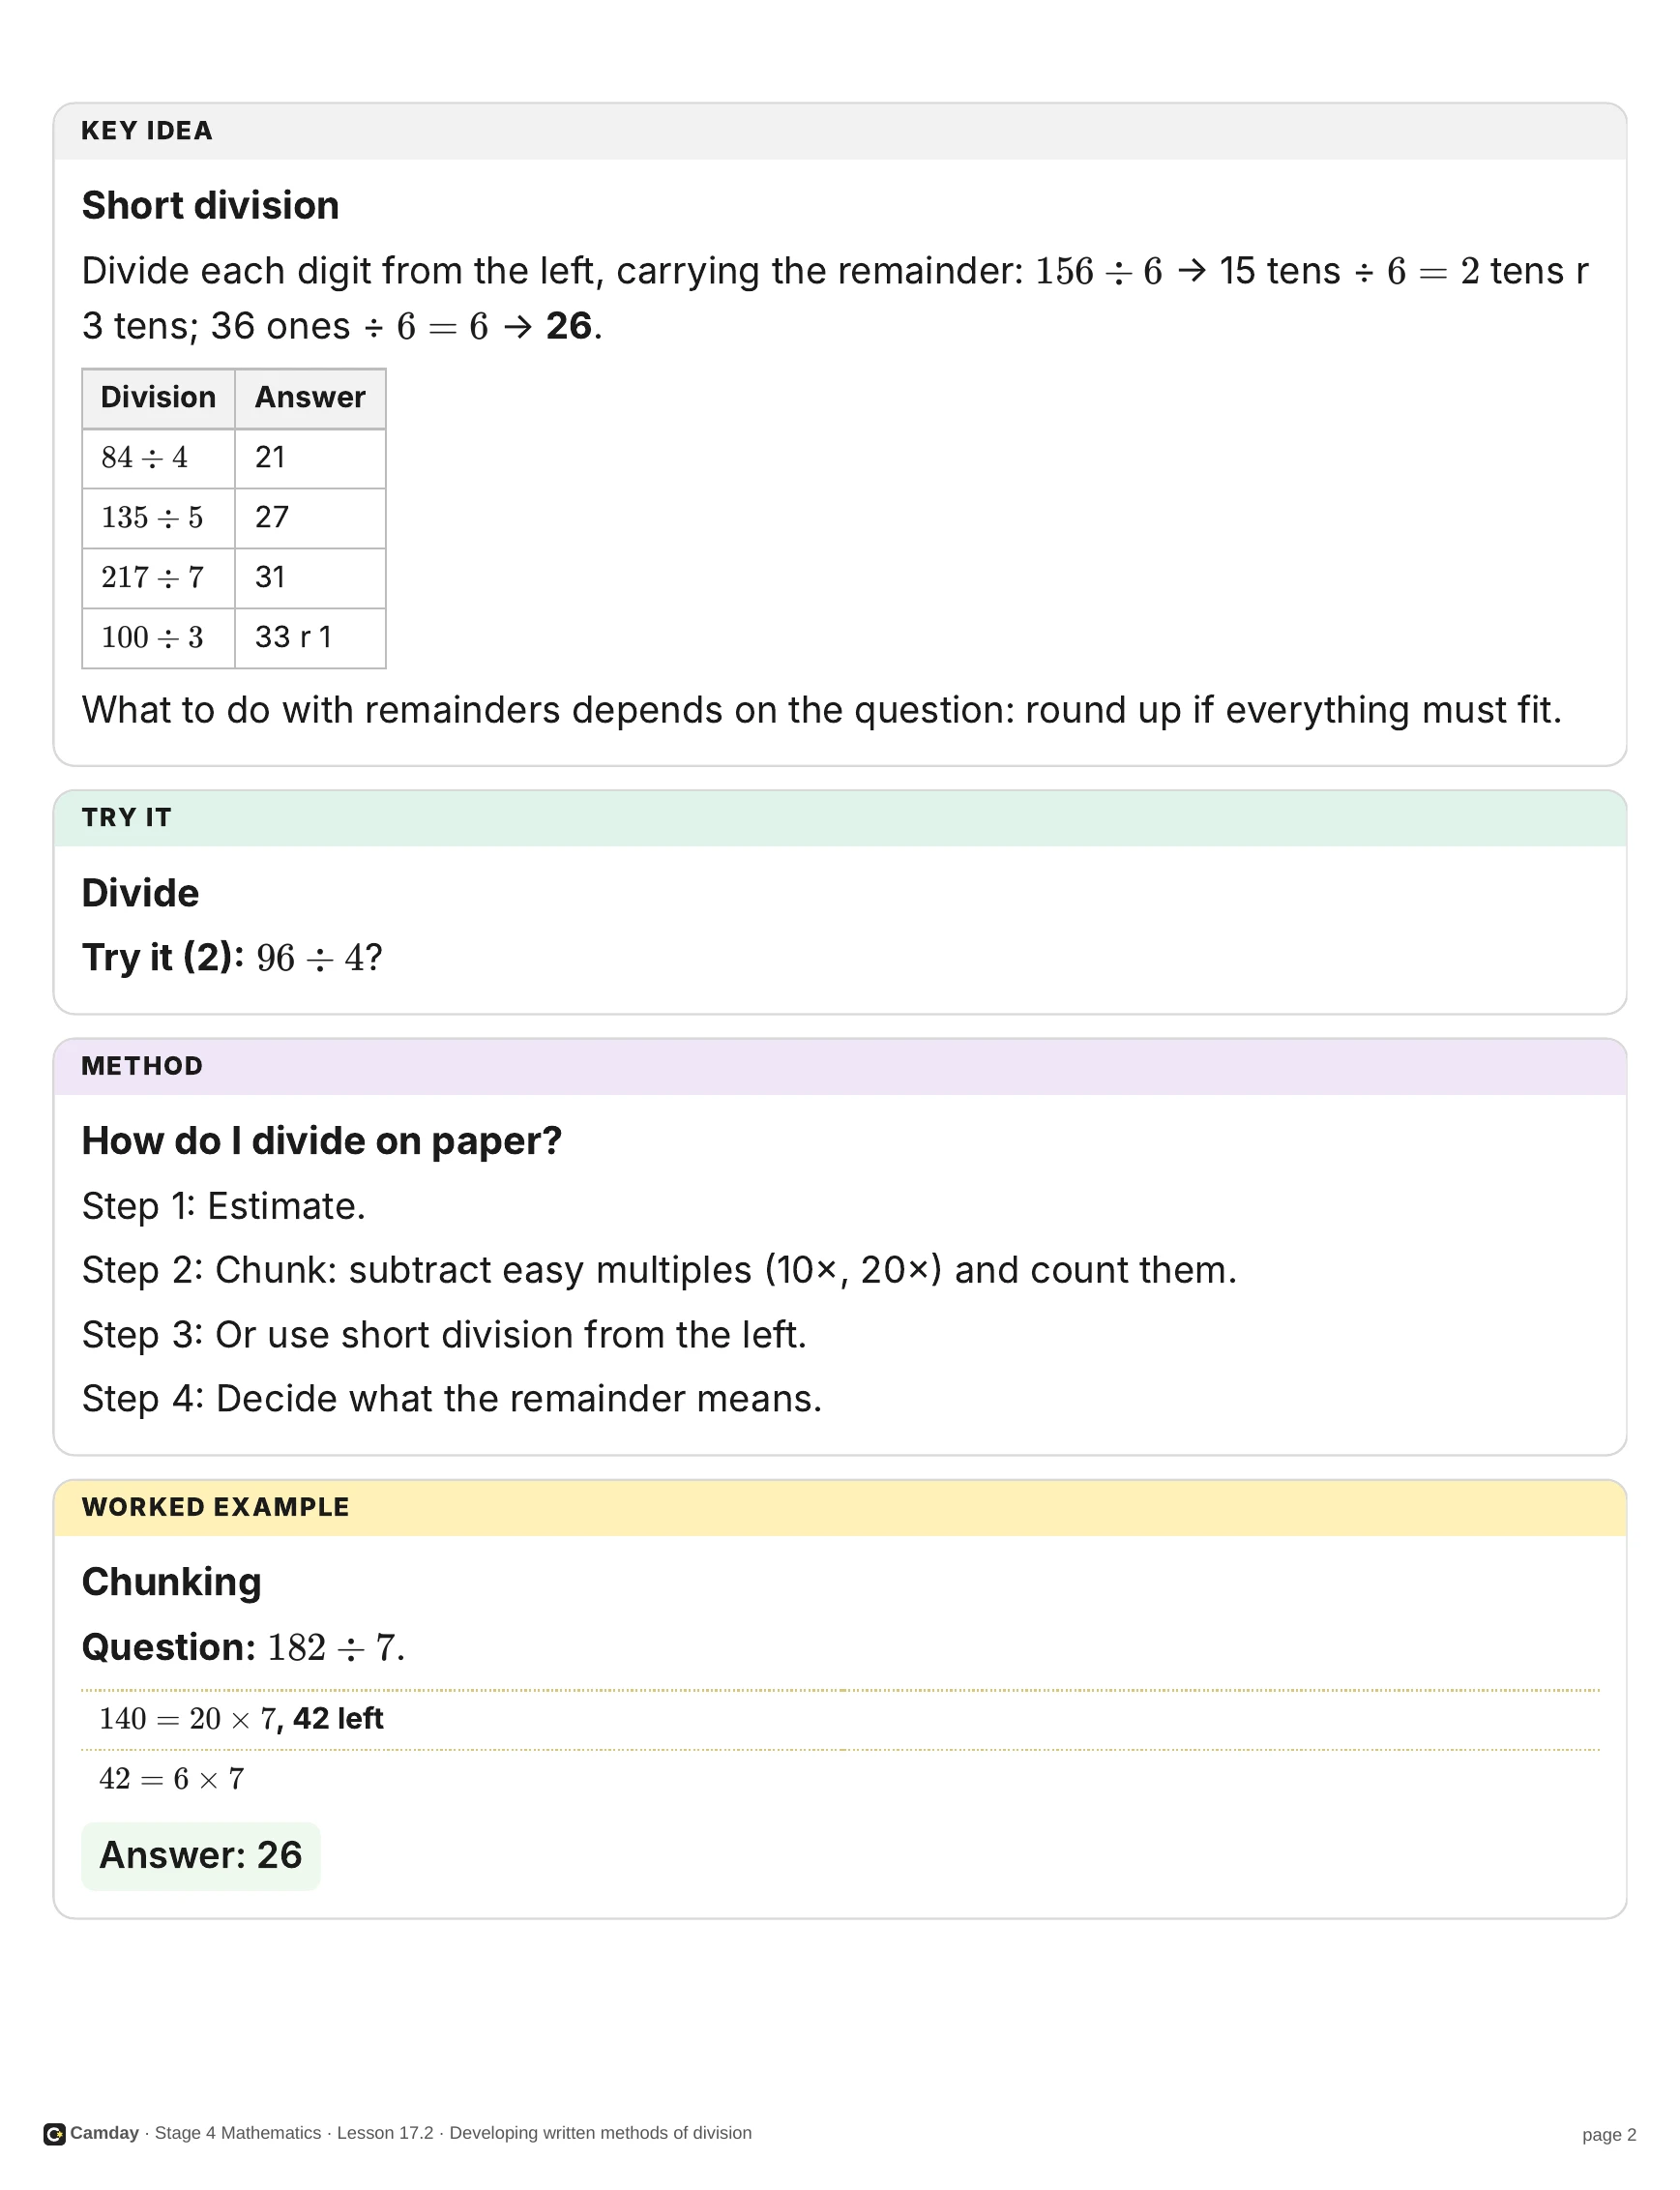 KEY IDEA
Short division
Divide each digit from the left, carrying the remainder: 156 ÷ 6 → 15 tens ÷ 6 = 2 tens r
3 tens; 36 ones ÷ 6 = 6 → 26.
Division Answer
84 ÷ 4 21
135 ÷ 5 27
217 ÷ 7 31
100 ÷ 3 33 r 1
What to do with remainders depends on the question: round up if everything must fit.
TRY IT
Divide
Try it (2): 96 ÷ 4?
METHOD
How do I divide on paper?
Step 1: Estimate.
Step 2: Chunk: subtract easy multiples (10×, 20×) and count them.
Step 3: Or use short division from the left.
Step 4: Decide what the remainder means.
WORKED EXAMPLE
Chunking
Question: 182 ÷ 7.
140 = 20 × 7, 42 left
42 = 6 × 7
Answer: 26
Camday · Stage 4 Mathematics · Lesson 17.2 · Developing written methods of division
page 2